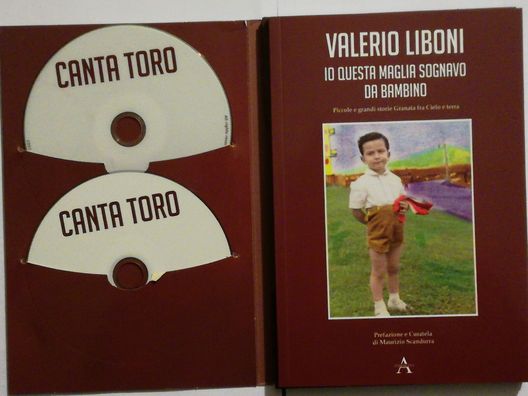 CANTA TORO
CANTA TORO
VALERIO LIBONI
IO QUESTA MAGLIA SOGNAVO
DA BAMBINO
Piccole e grandi storie Granata fra Cielo e terra
Prefazione e Curatela
di Maurizio Scandurra
A